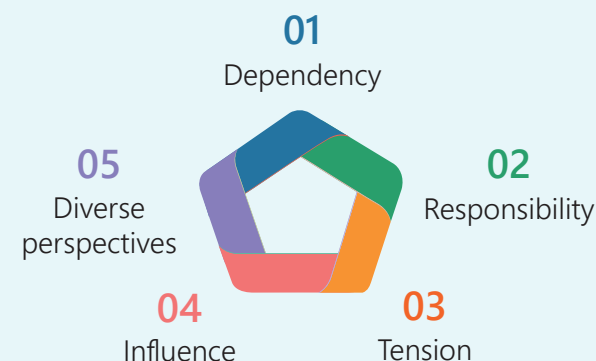 01
Dependency
02
Responsibility
03
Tension
04
Influence
05
Diverse
perspectives